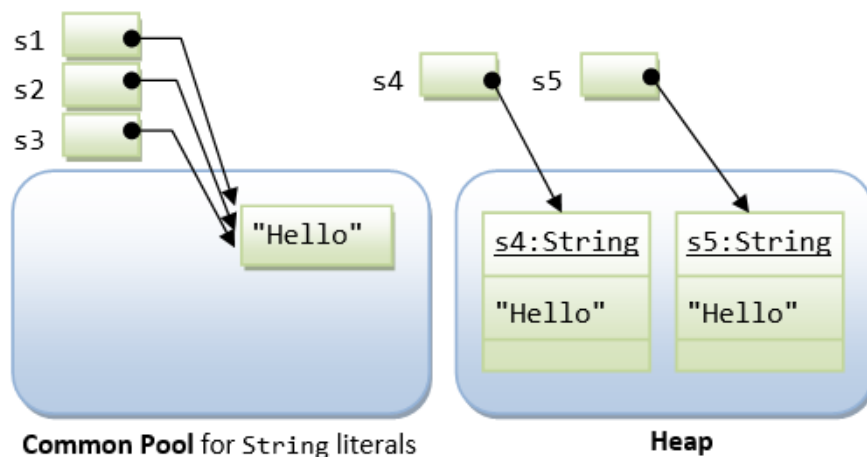 s1
s2
s3
s4
s5
"Hello"
s4:String
"Hello"
s5:String
"Hello"
Common Pool for String literals
Heap